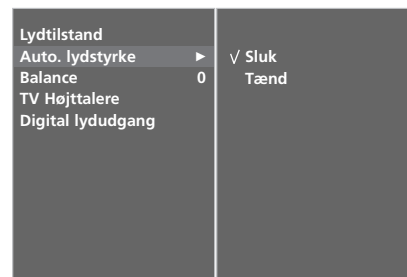 Lydtilstand
Auto. lydstyrke ►
Balance 0
TV Højttalere
Digital lydudgang
√ Sluk
Tænd